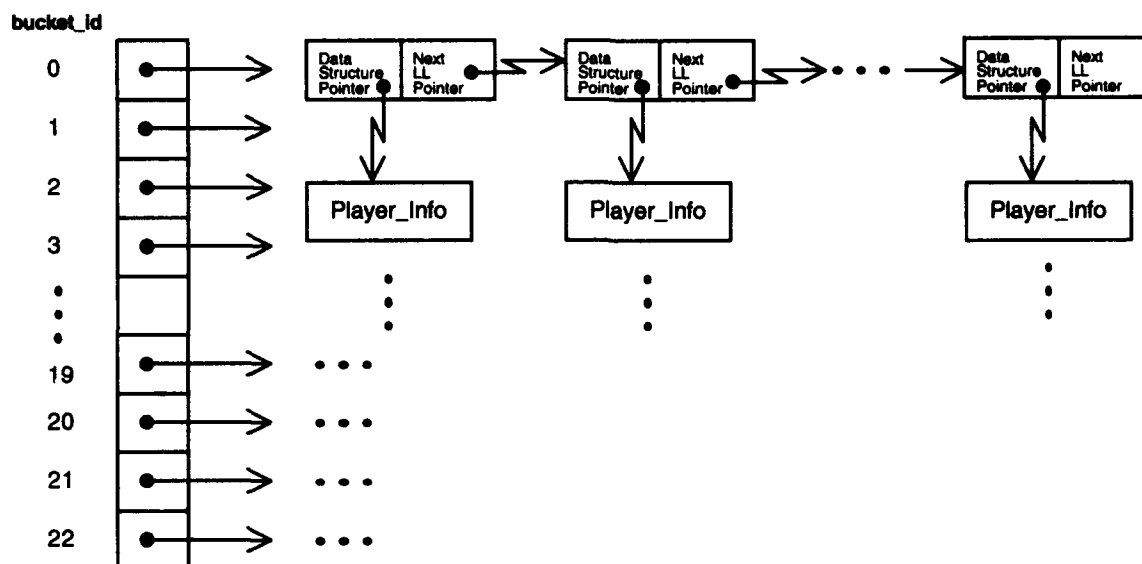 bucket_id
0
Data
Structure
Pointer
Next
LL
Pointer
Data
Structure
Pointer
Next
LL
Pointer
Data
Structure
Pointer
Next
LL
Pointer
1
2
Player_Info
Player_Info
Player_Info
3
19
20
21
22